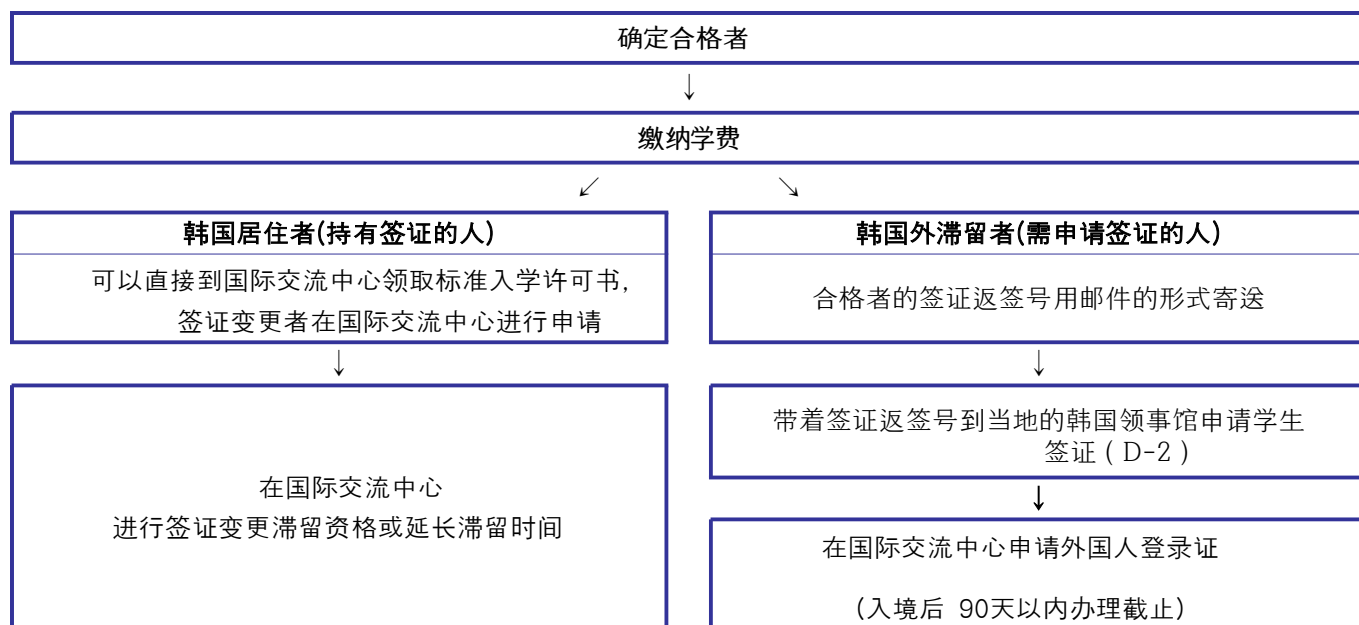 确定合格者
↓
缴纳学费
↙ ↘
韩国居住者(持有签证的人)
可以直接到国际交流中心领取标准入学许可书,
签证变更者在国际交流中心进行申请
↓
在国际交流中心
进行签证变更滞留资格或延长滞留时间
韩国外滞留者(需申请签证的人)
合格者的签证返签号用邮件的形式寄送
↓
带着签证返签号到当地的韩国领事馆申请学生
签证 ( D-2 )
↓
在国际交流中心申请外国人登录证
(入境后 90天以内办理截止)